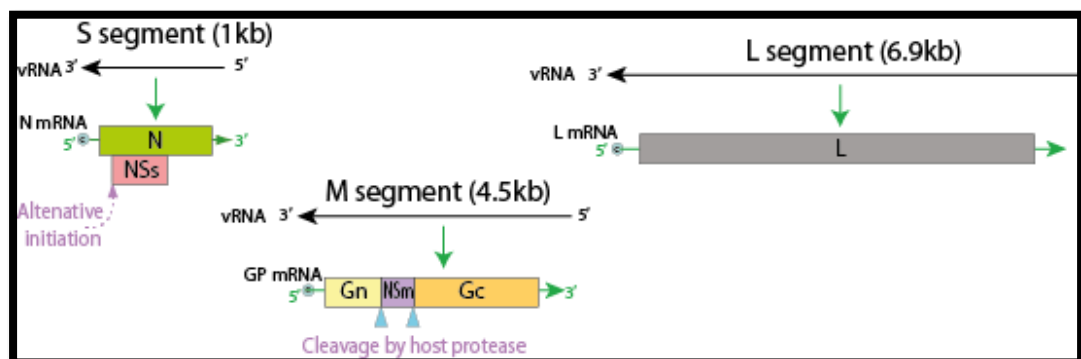 S segment (1kb)
vRNA 3′ 5′
N mRNA
5′ c N 3′
NSs
Altenative
initiation
L segment (6.9kb)
vRNA 3′
L mRNA
5′ c L
M segment (4.5kb)
vRNA 3′ 5′
GP mRNA
5′ c Gn NSm Gc 3′
Cleavage by host protease